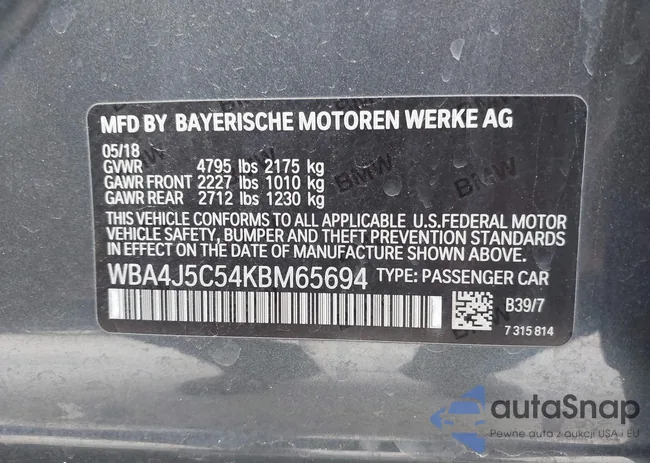 MFD BY BAYERISCHE MOTOREN WERKE AG
05/18
GVWR 4795 lbs 2175 kg
GAWR FRONT 2227 lbs 1010 kg
GAWR REAR 2712 lbs 1230 kg
THIS VEHICLE CONFORMS TO ALL APPLICABLE U.S.FEDERAL MOTOR
VEHICLE SAFETY, BUMPER AND THEFT PREVENTION STANDARDS
IN EFFECT ON THE DATE OF MANUFACTURE SHOWN ABOVE.
WBA4J5C54KBM65694 TYPE: PASSENGER CAR
B39/7
7 315 814
BMW
BMW
autaSnap
Pewne auta z aukcji USA i EU